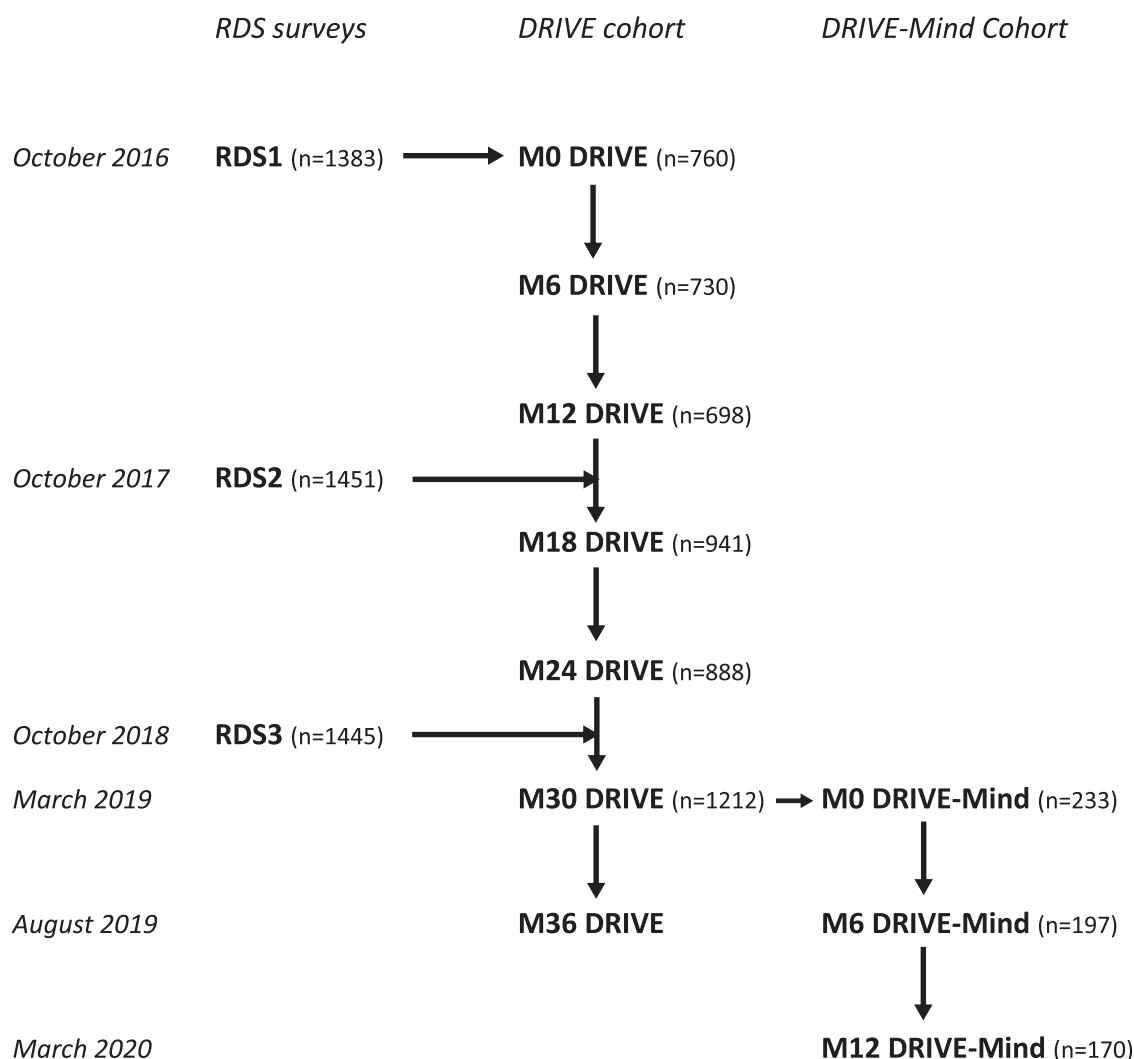 RDS surveys DRIVE cohort DRIVE-Mind Cohort
October 2016 RDS1 (n=1383) M0 DRIVE (n=760)
M6 DRIVE (n=730)
M12 DRIVE (n=698)
October 2017 RDS2 (n=1451)
M18 DRIVE (n=941)
M24 DRIVE (n=888)
October 2018 RDS3 (n=1445)
March 2019 M30 DRIVE (n=1212) M0 DRIVE-Mind (n=233)
August 2019 M36 DRIVE M6 DRIVE-Mind (n=197)
March 2020 M12 DRIVE-Mind (n=170)